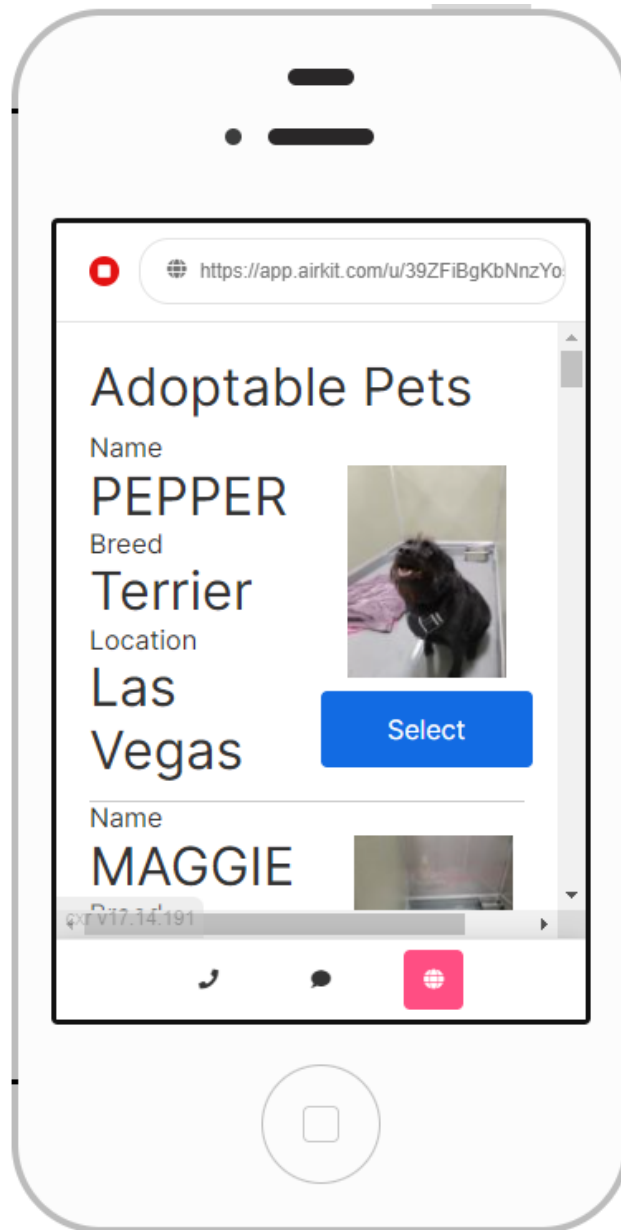 https://app.airkit.com/u/39ZFiBgKbNnzYo
Adoptable Pets
Name
PEPPER
Breed
Terrier
Location
Las
Vegas
Select
Name
MAGGIE
Breed
cxr v17.14.191